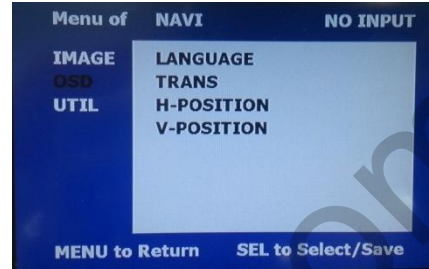 Menu of NAVI NO INPUT
IMAGE LANGUAGE
OSD TRANS
UTIL H-POSITION
V-POSITION
MENU to Return SEL to Select/Save